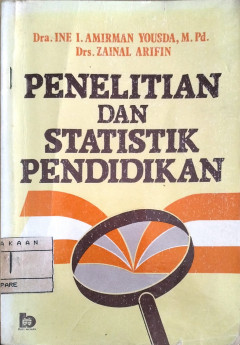 Dra. INE I. AMIRMAN YOUSDA, M. Pd.
Drs. ZAINAL ARIFIN
PENELITIAN
DAN
STATISTIK
PENDIDIKAN
AKAAN
PARE